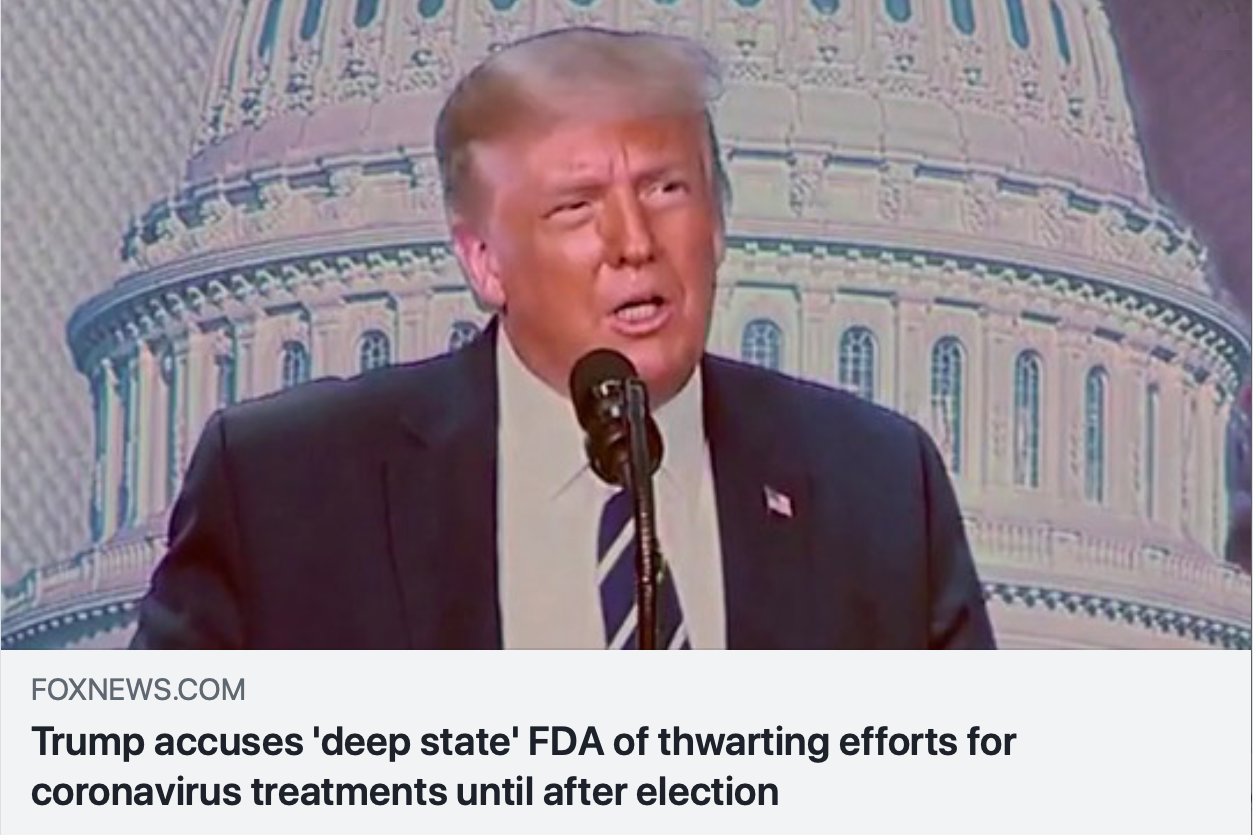 FOXNEWS.COM
Trump accuses 'deep state' FDA of thwarting efforts for
coronavirus treatments until after election